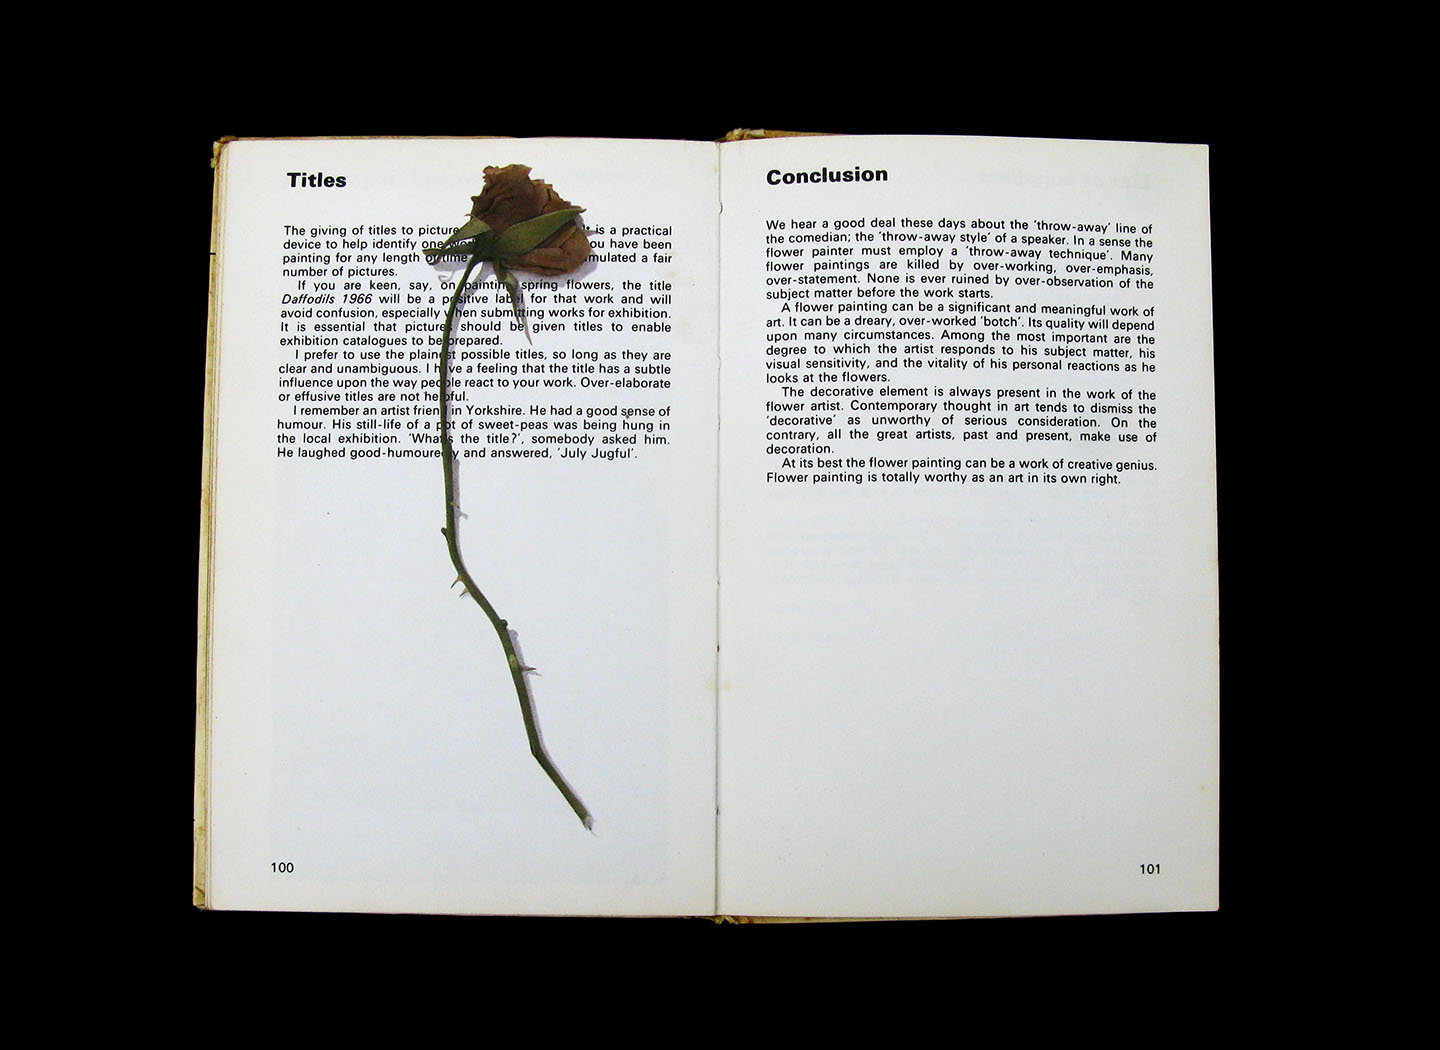 Titles
The giving of titles to picture is a practical
device to help identify one ou have been
painting for any length of time mulated a fair
number of pictures.
If you are keen, say, on painting spring flowers, the title
Daffodils 1966 will be a positive label for that work and will
avoid confusion, especially when submitting works for exhibition.
It is essential that pictures should be given titles to enable
exhibition catalogues to be prepared.
I prefer to use the plainest possible titles, so long as they are
clear and unambiguous. I have a feeling that the title has a subtle
influence upon the way people react to your work. Over-elaborate
or effusive titles are not helpful.
I remember an artist friend in Yorkshire. He had a good sense of
humour. His still-life of a pot of sweet-peas was being hung in
the local exhibition. 'What's the title?', somebody asked him.
He laughed good-humouredly and answered, 'July Jugful'.
100
Conclusion
We hear a good deal these days about the 'throw-away' line of
the comedian; the 'throw-away style' of a speaker. In a sense the
flower painter must employ a 'throw-away technique'. Many
flower paintings are killed by over-working, over-emphasis,
over-statement. None is ever ruined by over-observation of the
subject matter before the work starts.
A flower painting can be a significant and meaningful work of
art. It can be a dreary, over-worked 'botch'. Its quality will depend
upon many circumstances. Among the most important are the
degree to which the artist responds to his subject matter, his
visual sensitivity, and the vitality of his personal reactions as he
looks at the flowers.
The decorative element is always present in the work of the
flower artist. Contemporary thought in art tends to dismiss the
'decorative' as unworthy of serious consideration. On the
contrary, all the great artists, past and present, make use of
decoration.
At its best the flower painting can be a work of creative genius.
Flower painting is totally worthy as an art in its own right.
101